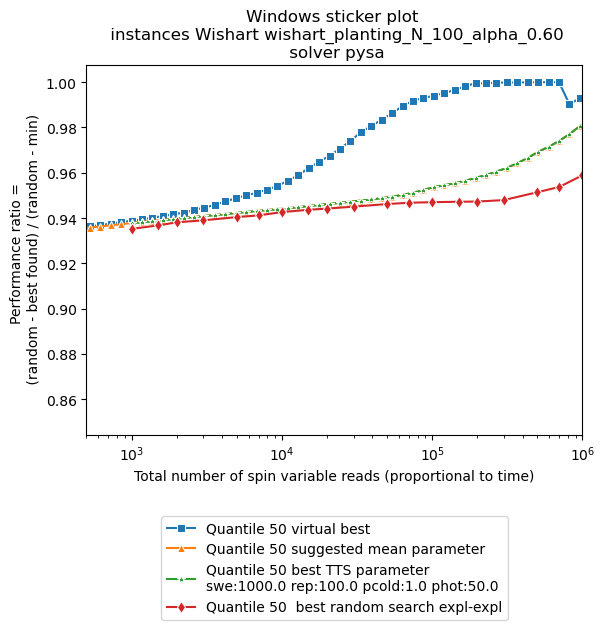 Windows sticker plot
instances Wishart wishart_planting_N_100_alpha_0.60
solver pysa
Performance ratio =
(random - best found) / (random - min)
1.00
0.98
0.96
0.94
0.92
0.90
0.88
0.86
10³
10⁴
10⁵
10⁶
Total number of spin variable reads (proportional to time)
Quantile 50 virtual best
Quantile 50 suggested mean parameter
Quantile 50 best TTS parameter
swe:1000.0 rep:100.0 pcold:1.0 phot:50.0
Quantile 50  best random search expl-expl